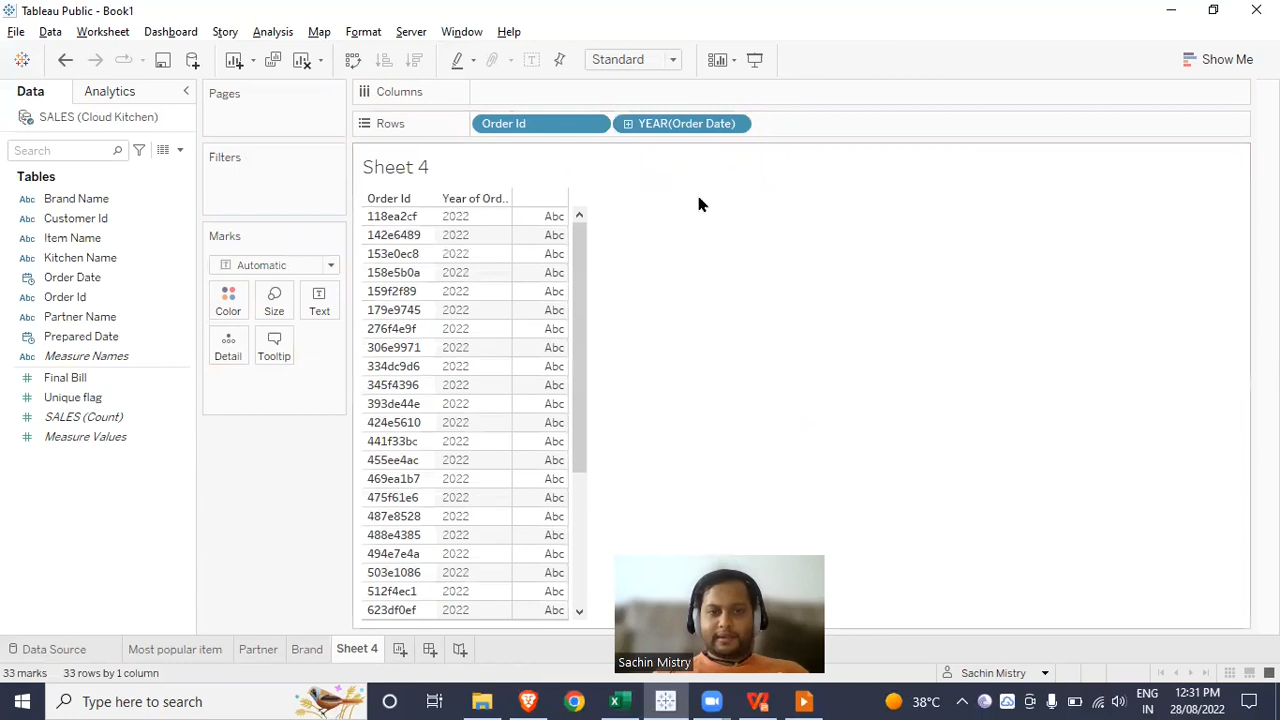 Tableau Public - Book1
File Data Worksheet Dashboard Story Analysis Map Format Server Window Help
Standard
Show Me
Data Analytics
SALES (Cloud Kitchen)
Search
Tables
Abc Brand Name
Abc Customer Id
Abc Item Name
Abc Kitchen Name
Order Date
Abc Order Id
Abc Partner Name
Prepared Date
Abc Measure Names
Final Bill
Unique flag
SALES (Count)
Measure Values
Pages
Filters
Marks
Automatic
Color Size Text
Detail Tooltip
Columns
Rows Order Id YEAR(Order Date)
Sheet 4
Order Id Year of Ord..
118ea2cf 2022 Abc
142e6489 2022 Abc
153e0ec8 2022 Abc
158e5b0a 2022 Abc
159f2f89 2022 Abc
179e9745 2022 Abc
276f4e9f 2022 Abc
306e9971 2022 Abc
334dc9d6 2022 Abc
345f4396 2022 Abc
393de44e 2022 Abc
424e5610 2022 Abc
441f33bc 2022 Abc
455ee4ac 2022 Abc
469ea1b7 2022 Abc
475f61e6 2022 Abc
487e8528 2022 Abc
488e4385 2022 Abc
494e7e4a 2022 Abc
503e1086 2022 Abc
512f4ec1 2022 Abc
623df0ef 2022 Abc
Sachin Mistry
Data Source Most popular item Partner Brand Sheet 4
33 marks 33 rows by 1 column Sachin Mistry
Type here to search 38°C ENG IN 12:31 PM 28/08/2022